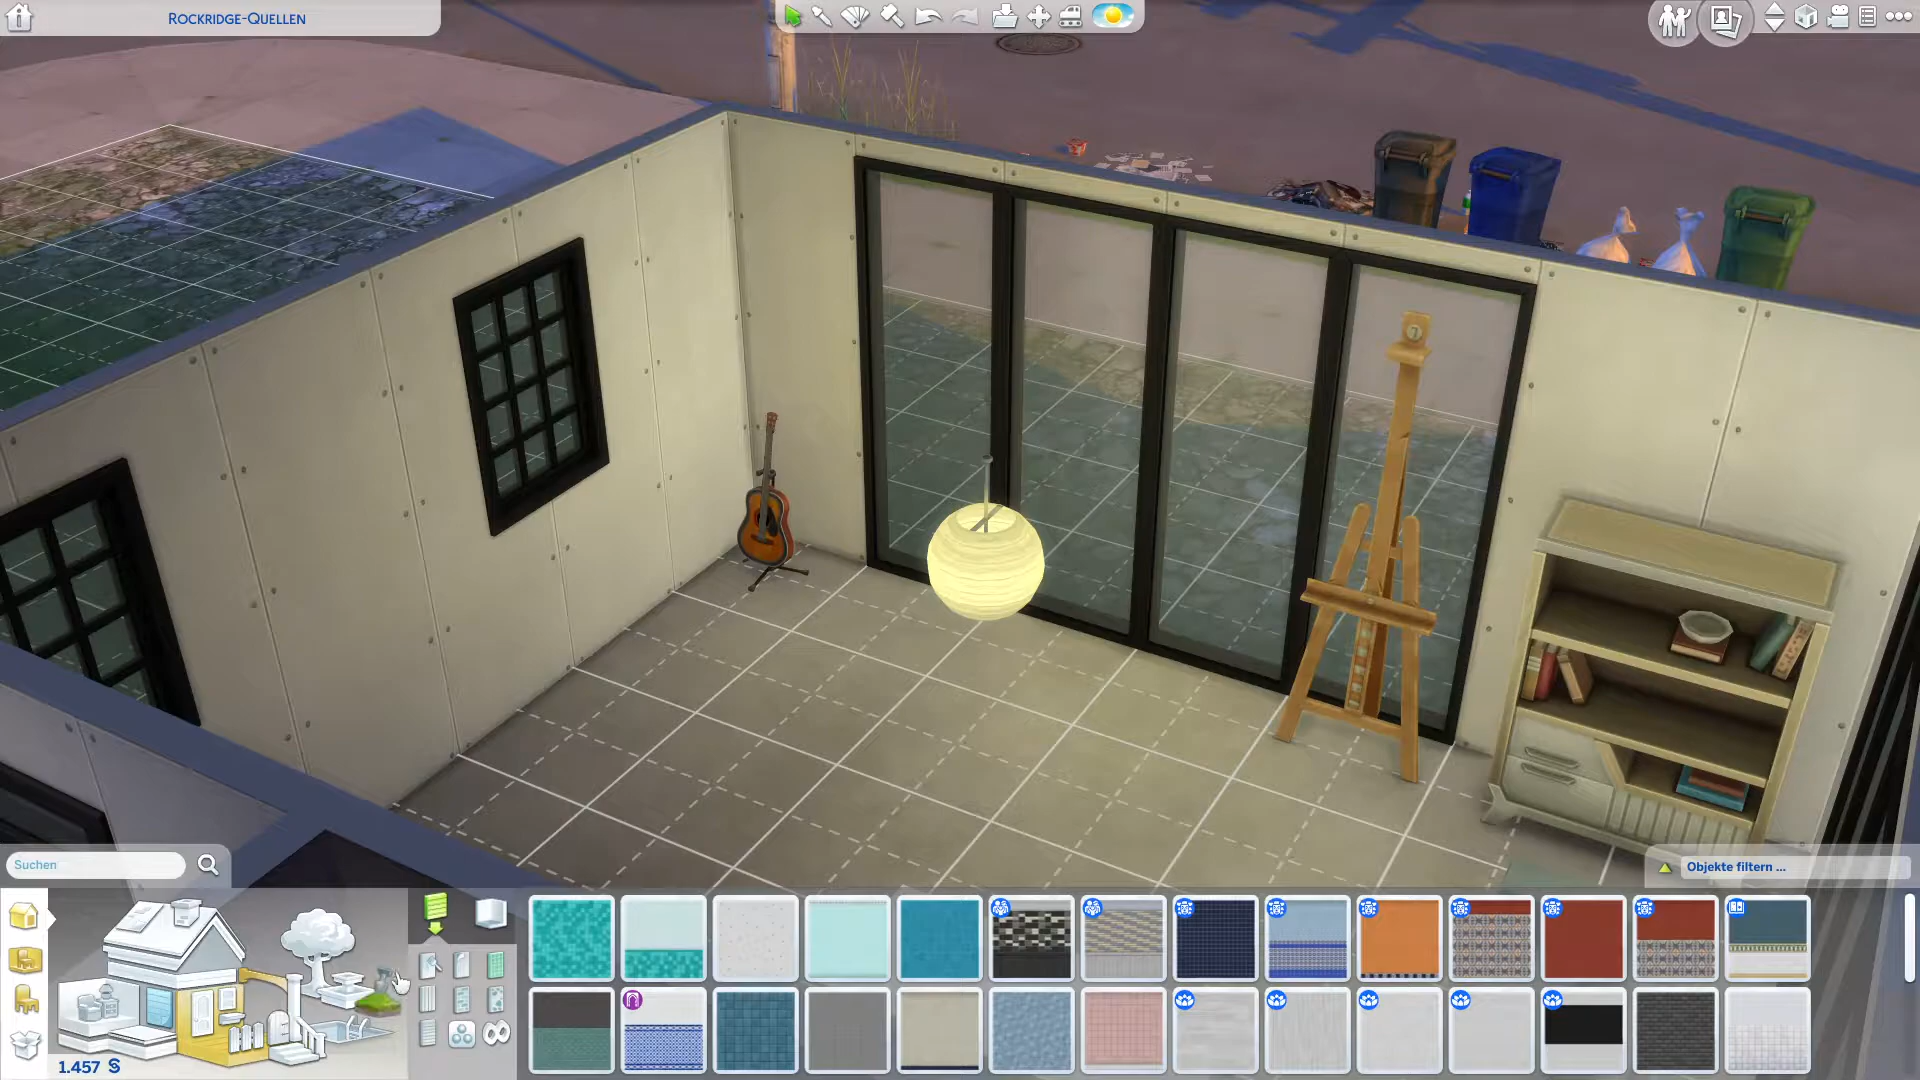 Rockridge-Quellen
Suchen
Objekte filtern ...
1.457 §